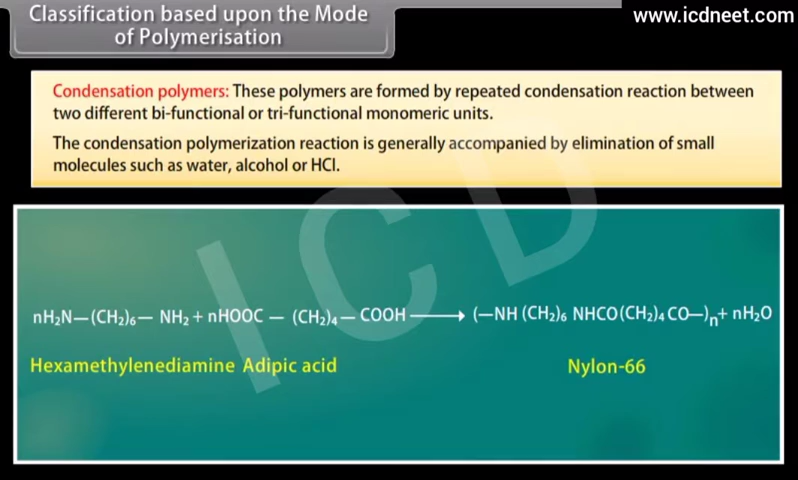 Classification based upon the Mode
of Polymerisation
www.icdneet.com
Condensation polymers: These polymers are formed by repeated condensation reaction between
two different bi-functional or tri-functional monomeric units.
The condensation polymerization reaction is generally accompanied by elimination of small
molecules such as water, alcohol or HCl.
ICD
nH₂N—(CH₂)₆— NH₂ + nHOOC — (CH₂)₄— COOH ⟶ (—NH (CH₂)₆ NHCO(CH₂)₄ CO—)ₙ+ nH₂O
Hexamethylenediamine Adipic acid Nylon-66